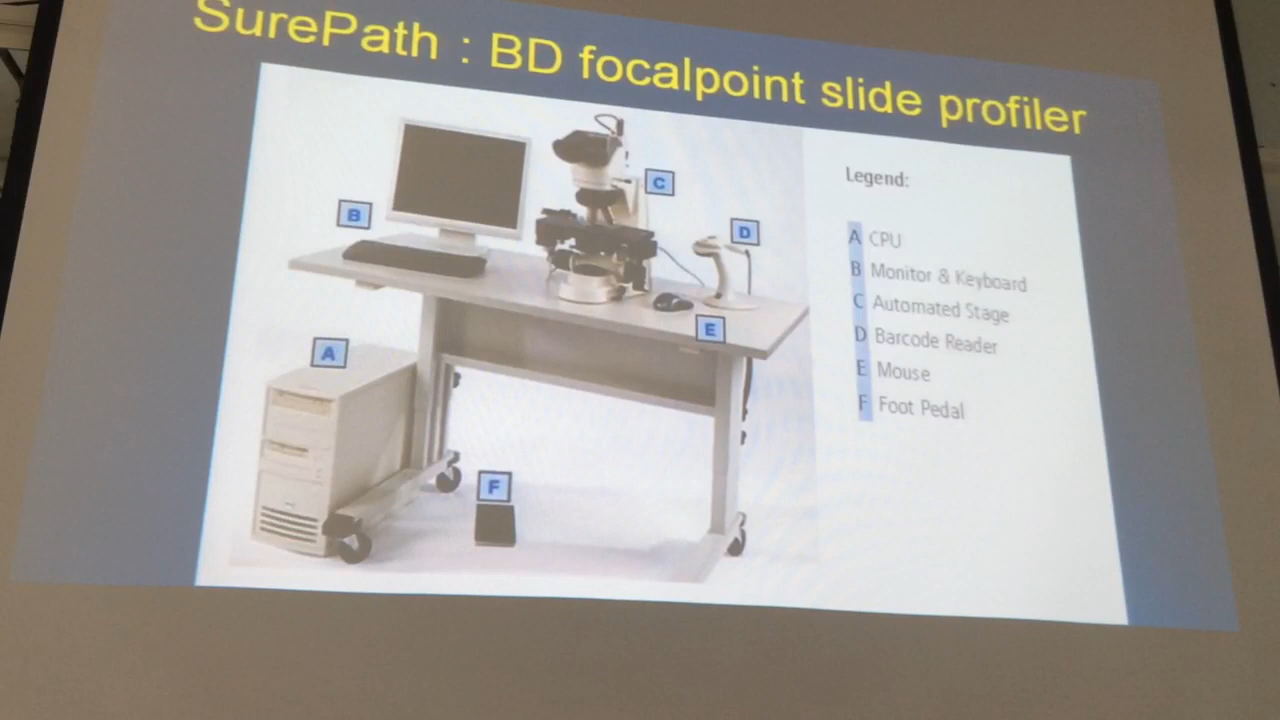 SurePath : BD focalpoint slide profiler
Legend:
A CPU
B Monitor & Keyboard
C Automated Stage
D Barcode Reader
E Mouse
F Foot Pedal
B
C
D
E
A
F